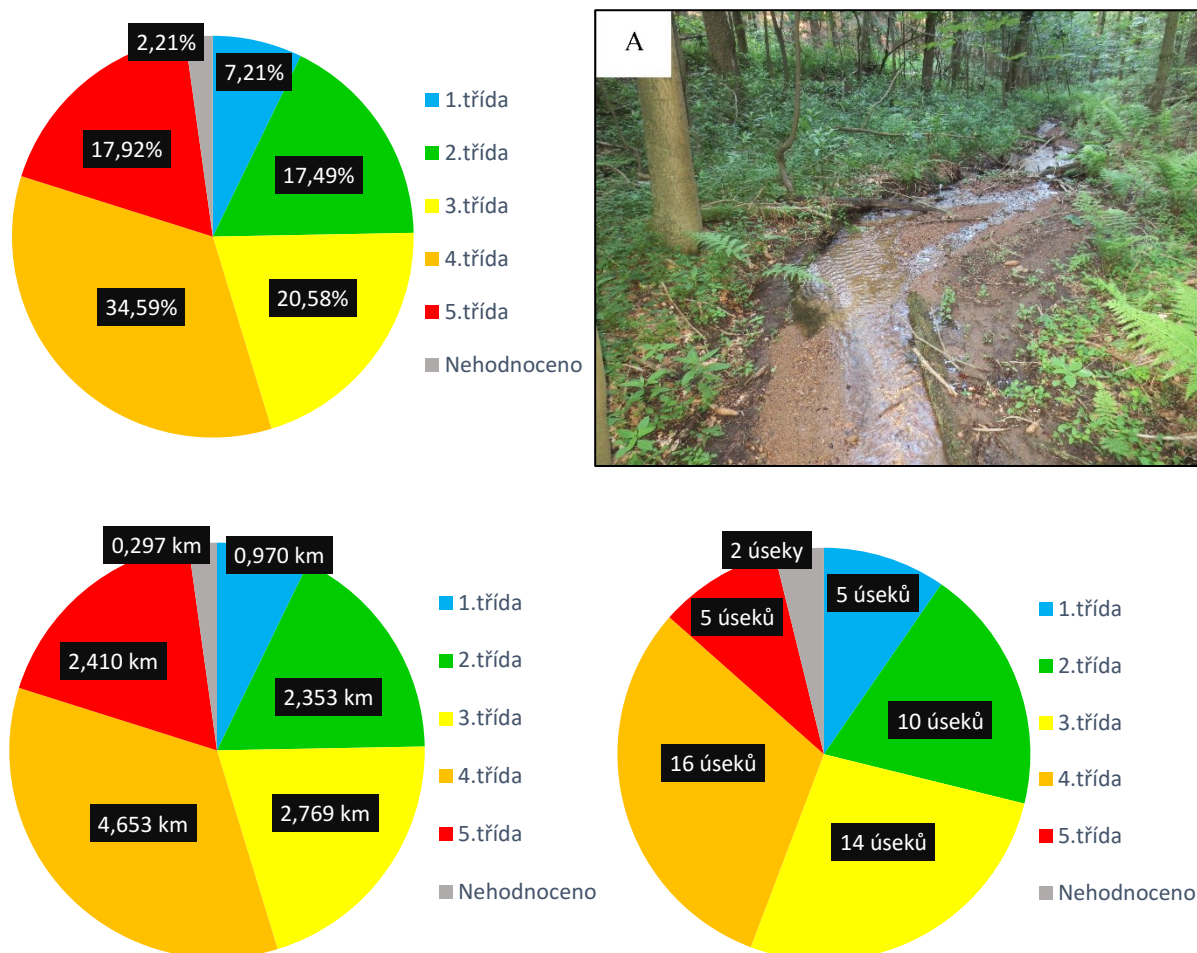 2,21%
7,21%
17,92%
17,49%
34,59%
20,58%
1.třída
2.třída
3.třída
4.třída
5.třída
Nehodnoceno
A
0,297 km
0,970 km
2,410 km
2,353 km
4,653 km
2,769 km
1.třída
2.třída
3.třída
4.třída
5.třída
Nehodnoceno
2 úseky
5 úseků
5 úseků
10 úseků
16 úseků
14 úseků
1.třída
2.třída
3.třída
4.třída
5.třída
Nehodnoceno